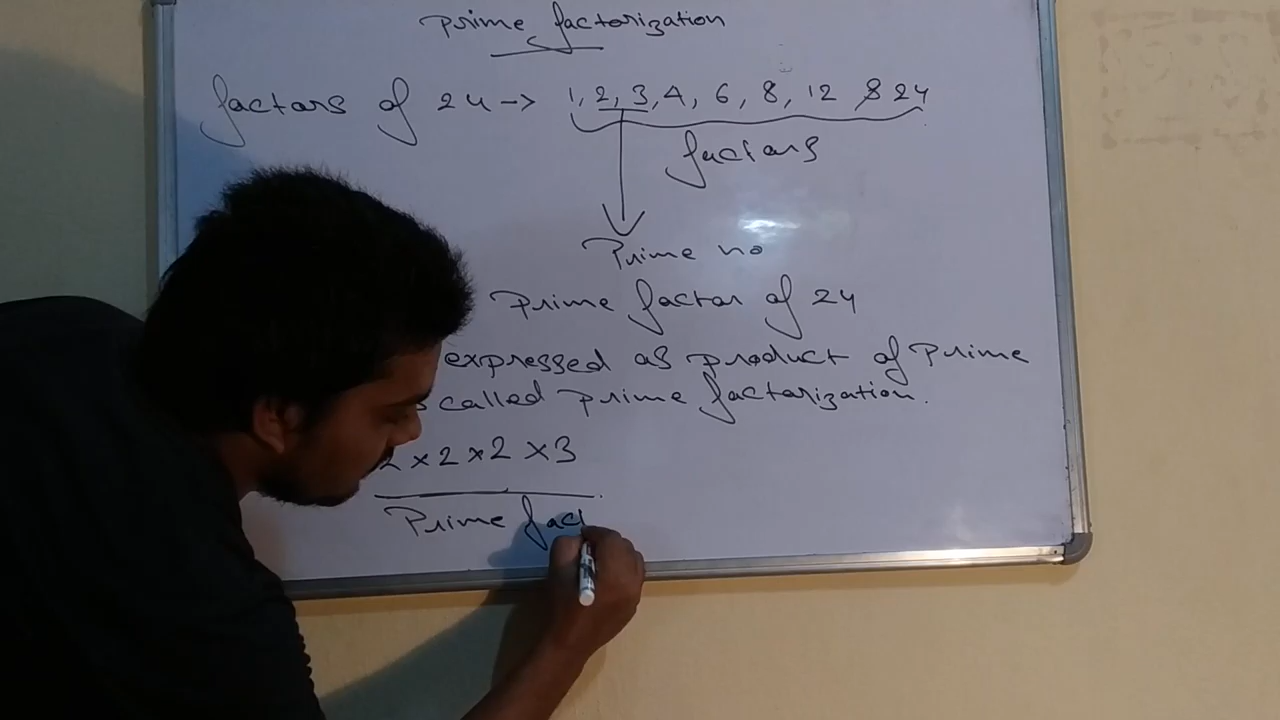 Prime factorization
factors of 24 -> 1, 2, 3, 4, 6, 8, 12 24
factors
Prime no
Prime factor of 24
expressed as product of Prime
called Prime factorization.
2 x 2 x 2 x 3
Prime fact